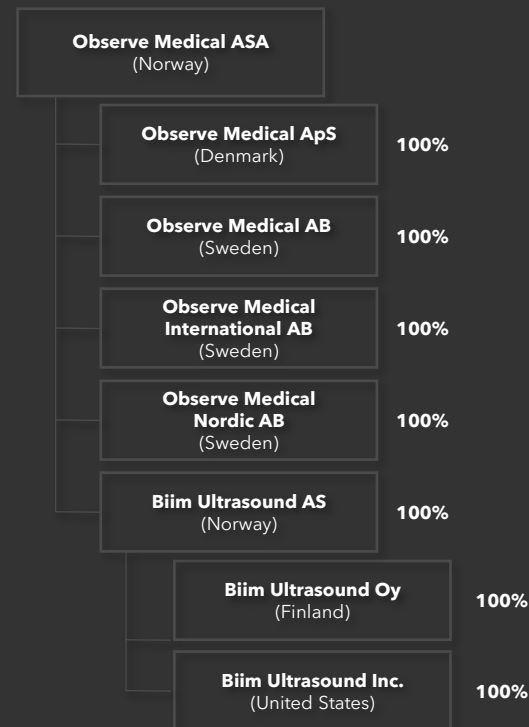 Observe Medical ASA
(Norway)
Observe Medical ApS
(Denmark)
100%
Observe Medical AB
(Sweden)
100%
Observe Medical
International AB
(Sweden)
100%
Observe Medical
Nordic AB
(Sweden)
100%
Biim Ultrasound AS
(Norway)
100%
Biim Ultrasound Oy
(Finland)
100%
Biim Ultrasound Inc.
(United States)
100%